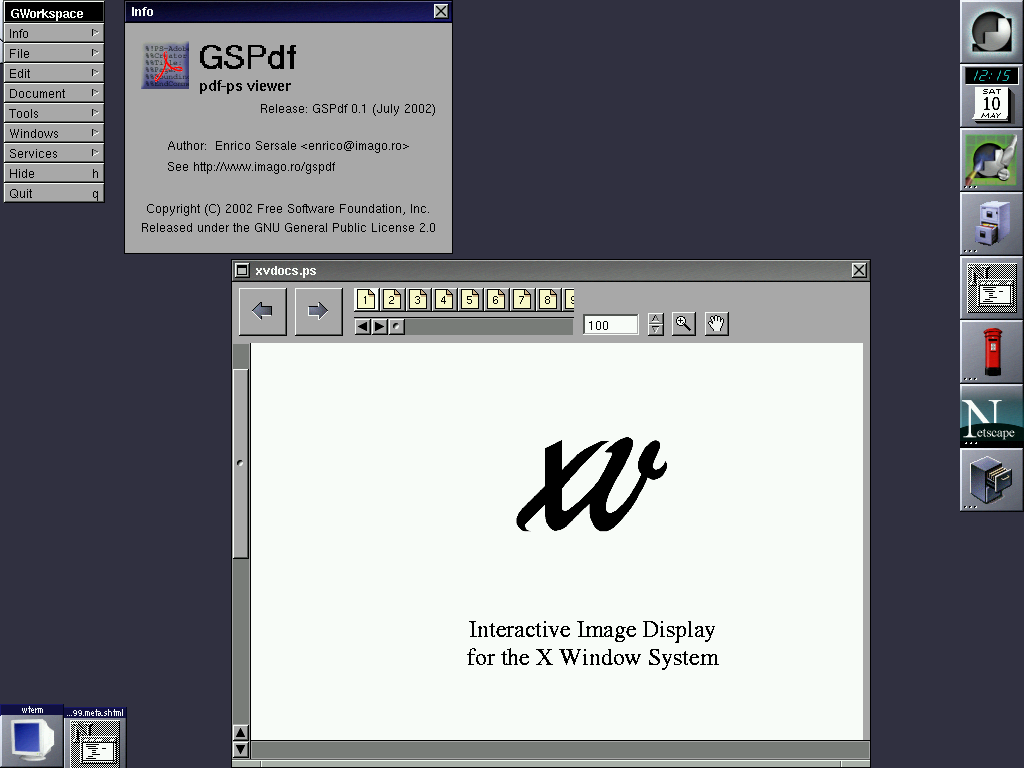 GWorkspace
Info
File
Edit
Document
Tools
Windows
Services
Hide h
Quit q
Info
GSPdf
pdf-ps viewer
Release: GSPdf 0.1 (July 2002)
Author: Enrico Sersale <enrico@imago.ro>
See http://www.imago.ro/gspdf
Copyright (C) 2002 Free Software Foundation, Inc.
Released under the GNU General Public License 2.0
xvdocs.ps
1 2 3 4 5 6 7 8 9
100
xv
Interactive Image Display
for the X Window System
12:15
SAT
10
MAY
N
Netscape
wterm
...99.meta.shtml
N